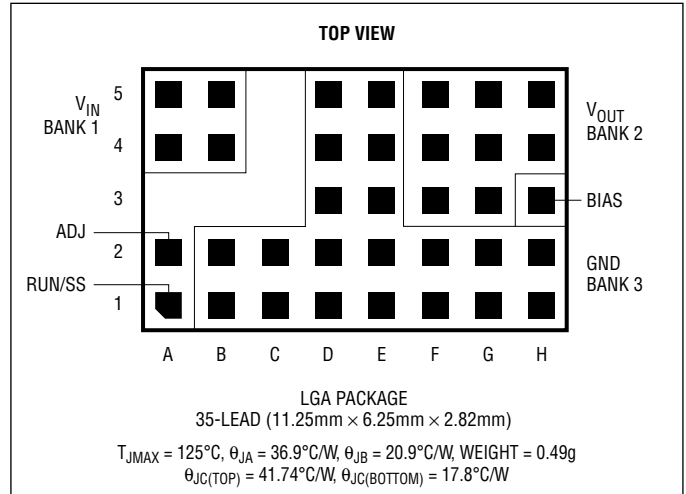 TOP VIEW
V_IN
BANK 1
5
4
3
2
1
ADJ
RUN/SS
V_OUT
BANK 2
BIAS
GND
BANK 3
A B C D E F G H
LGA PACKAGE
35-LEAD (11.25mm × 6.25mm × 2.82mm)
T_JMAX = 125°C, θ_JA = 36.9°C/W, θ_JB = 20.9°C/W, WEIGHT = 0.49g
θ_JC(TOP) = 41.74°C/W, θ_JC(BOTTOM) = 17.8°C/W